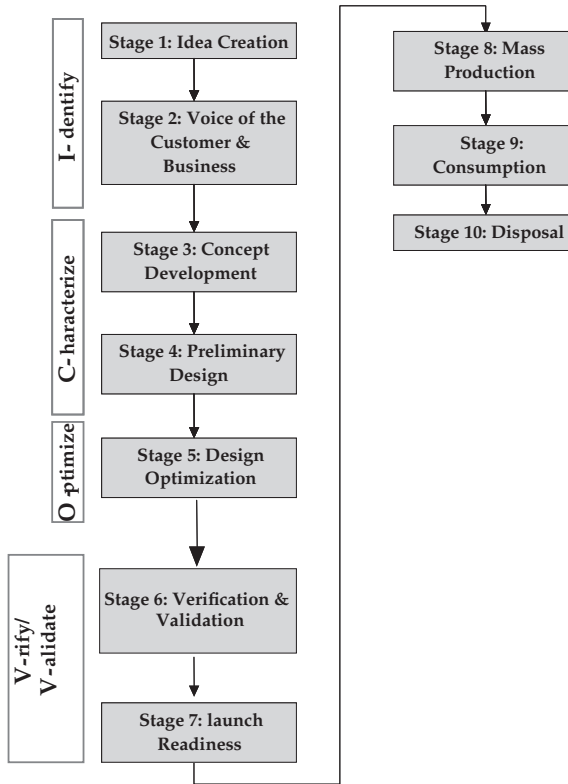 I- dentify
Stage 1: Idea Creation
Stage 2: Voice of the
Customer &
Business
C- haracterize
Stage 3: Concept
Development
Stage 4: Preliminary
Design
O -ptimize
Stage 5: Design
Optimization
V-rify/
V-alidate
Stage 6: Verification &
Validation
Stage 7: launch
Readiness
Stage 8: Mass
Production
Stage 9:
Consumption
Stage 10: Disposal